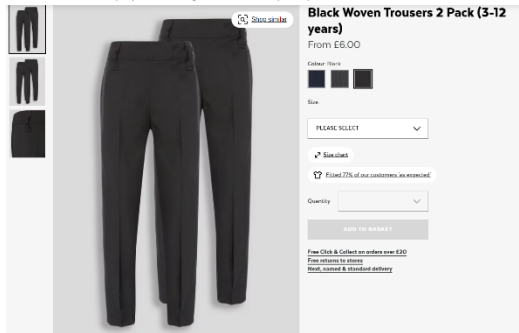 Shop similar
Black Woven Trousers 2 Pack (3-12
years)
From £6.00
Colour: Black
Size
PLEASE SELECT
Size chart
Fitted 77% of our customers 'as expected'
Quantity
ADD TO BASKET
Free Click & Collect on orders over £20
Free returns to stores
Next, named & standard delivery